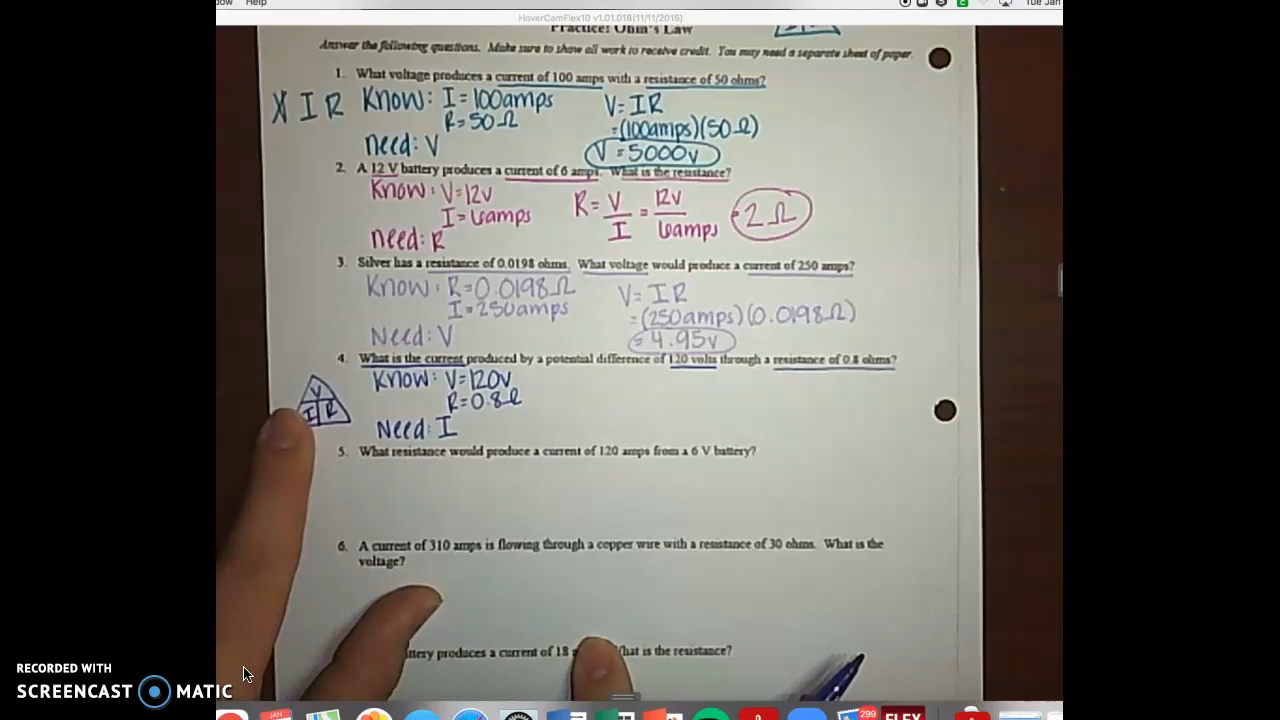 dow Help
Tue Jan
HoverCamFlex10 v1.01.018(11/11/2015)
Practice: Ohm's Law
Answer the following questions. Make sure to show all work to receive credit. You may need a separate sheet of paper.
1. What voltage produces a current of 100 amps with a resistance of 50 ohms?
V I R Know: I = 100amps V = IR
R = 50Ω =(100amps)(50Ω)
need: V V = 5000v
2. A 12 V battery produces a current of 6 amps. What is the resistance?
Know: V=12v R = V/I = 12v/6amps = 2Ω
I = 6amps
need: R
3. Silver has a resistance of 0.0198 ohms. What voltage would produce a current of 250 amps?
Know: R=0.0198Ω V= IR
I=250amps =(250amps)(0.0198Ω)
Need: V = 4.95v
4. What is the current produced by a potential difference of 120 volts through a resistance of 0.8 ohms?
Know: V=120v
V R=0.8Ω
I R Need: I
5. What resistance would produce a current of 120 amps from a 6 V battery?
6. A current of 310 amps is flowing through a copper wire with a resistance of 30 ohms. What is the
voltage?
ttery produces a current of 18 hat is the resistance?
RECORDED WITH
SCREENCAST MATIC
JAN
299
FLEX